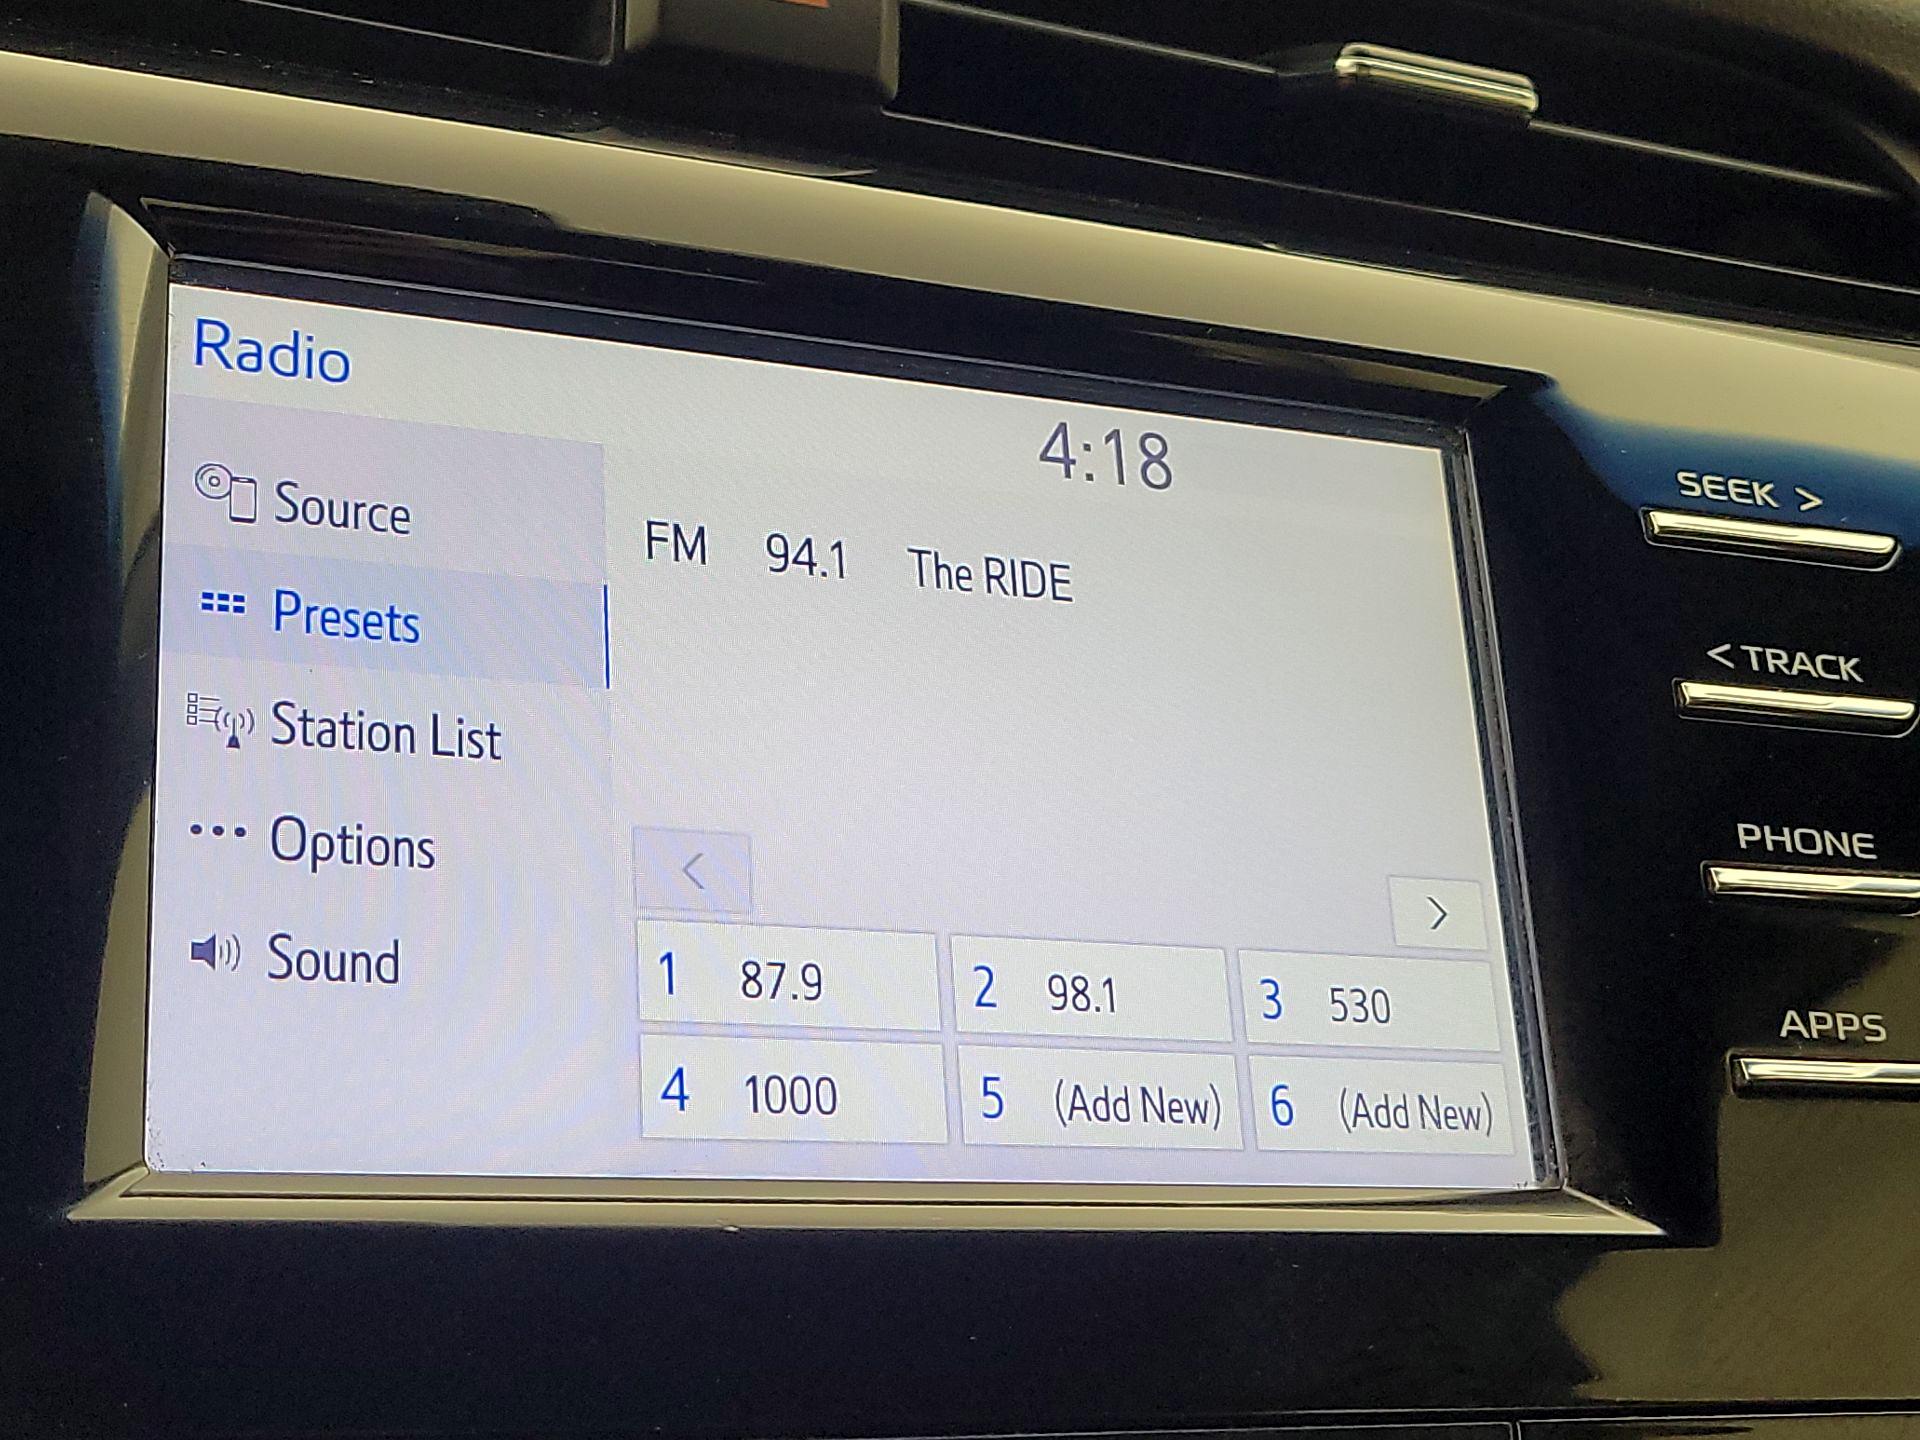 Radio
4:18
Source
Presets
Station List
Options
Sound
FM 94.1 The RIDE
<
>
1 87.9
2 98.1
3 530
4 1000
5 (Add New)
6 (Add New)
SEEK >
< TRACK
PHONE
APPS